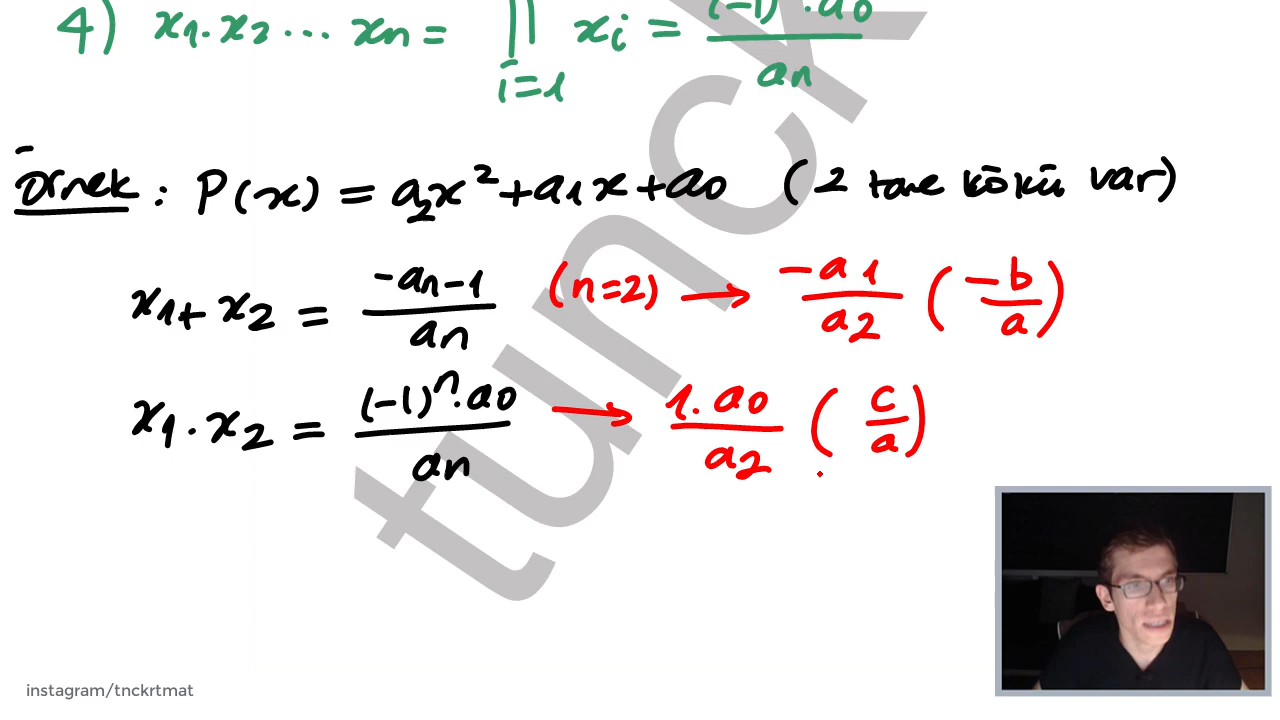 4) x₁.x₂... xₙ = ∏ᵢ₌₁ xᵢ = (-1) .a₀ / aₙ
Örnek : P(x) = a₂x² + a₁x + a₀ (2 tane kökü var)
x₁ + x₂ = -aₙ₋₁ / aₙ (n=2) → -a₁ / a₂ (-b / a)
x₁ . x₂ = (-1)ⁿ.a₀ / aₙ → 1.a₀ / a₂ (c / a)
tunck
instagram/tnckrtmat